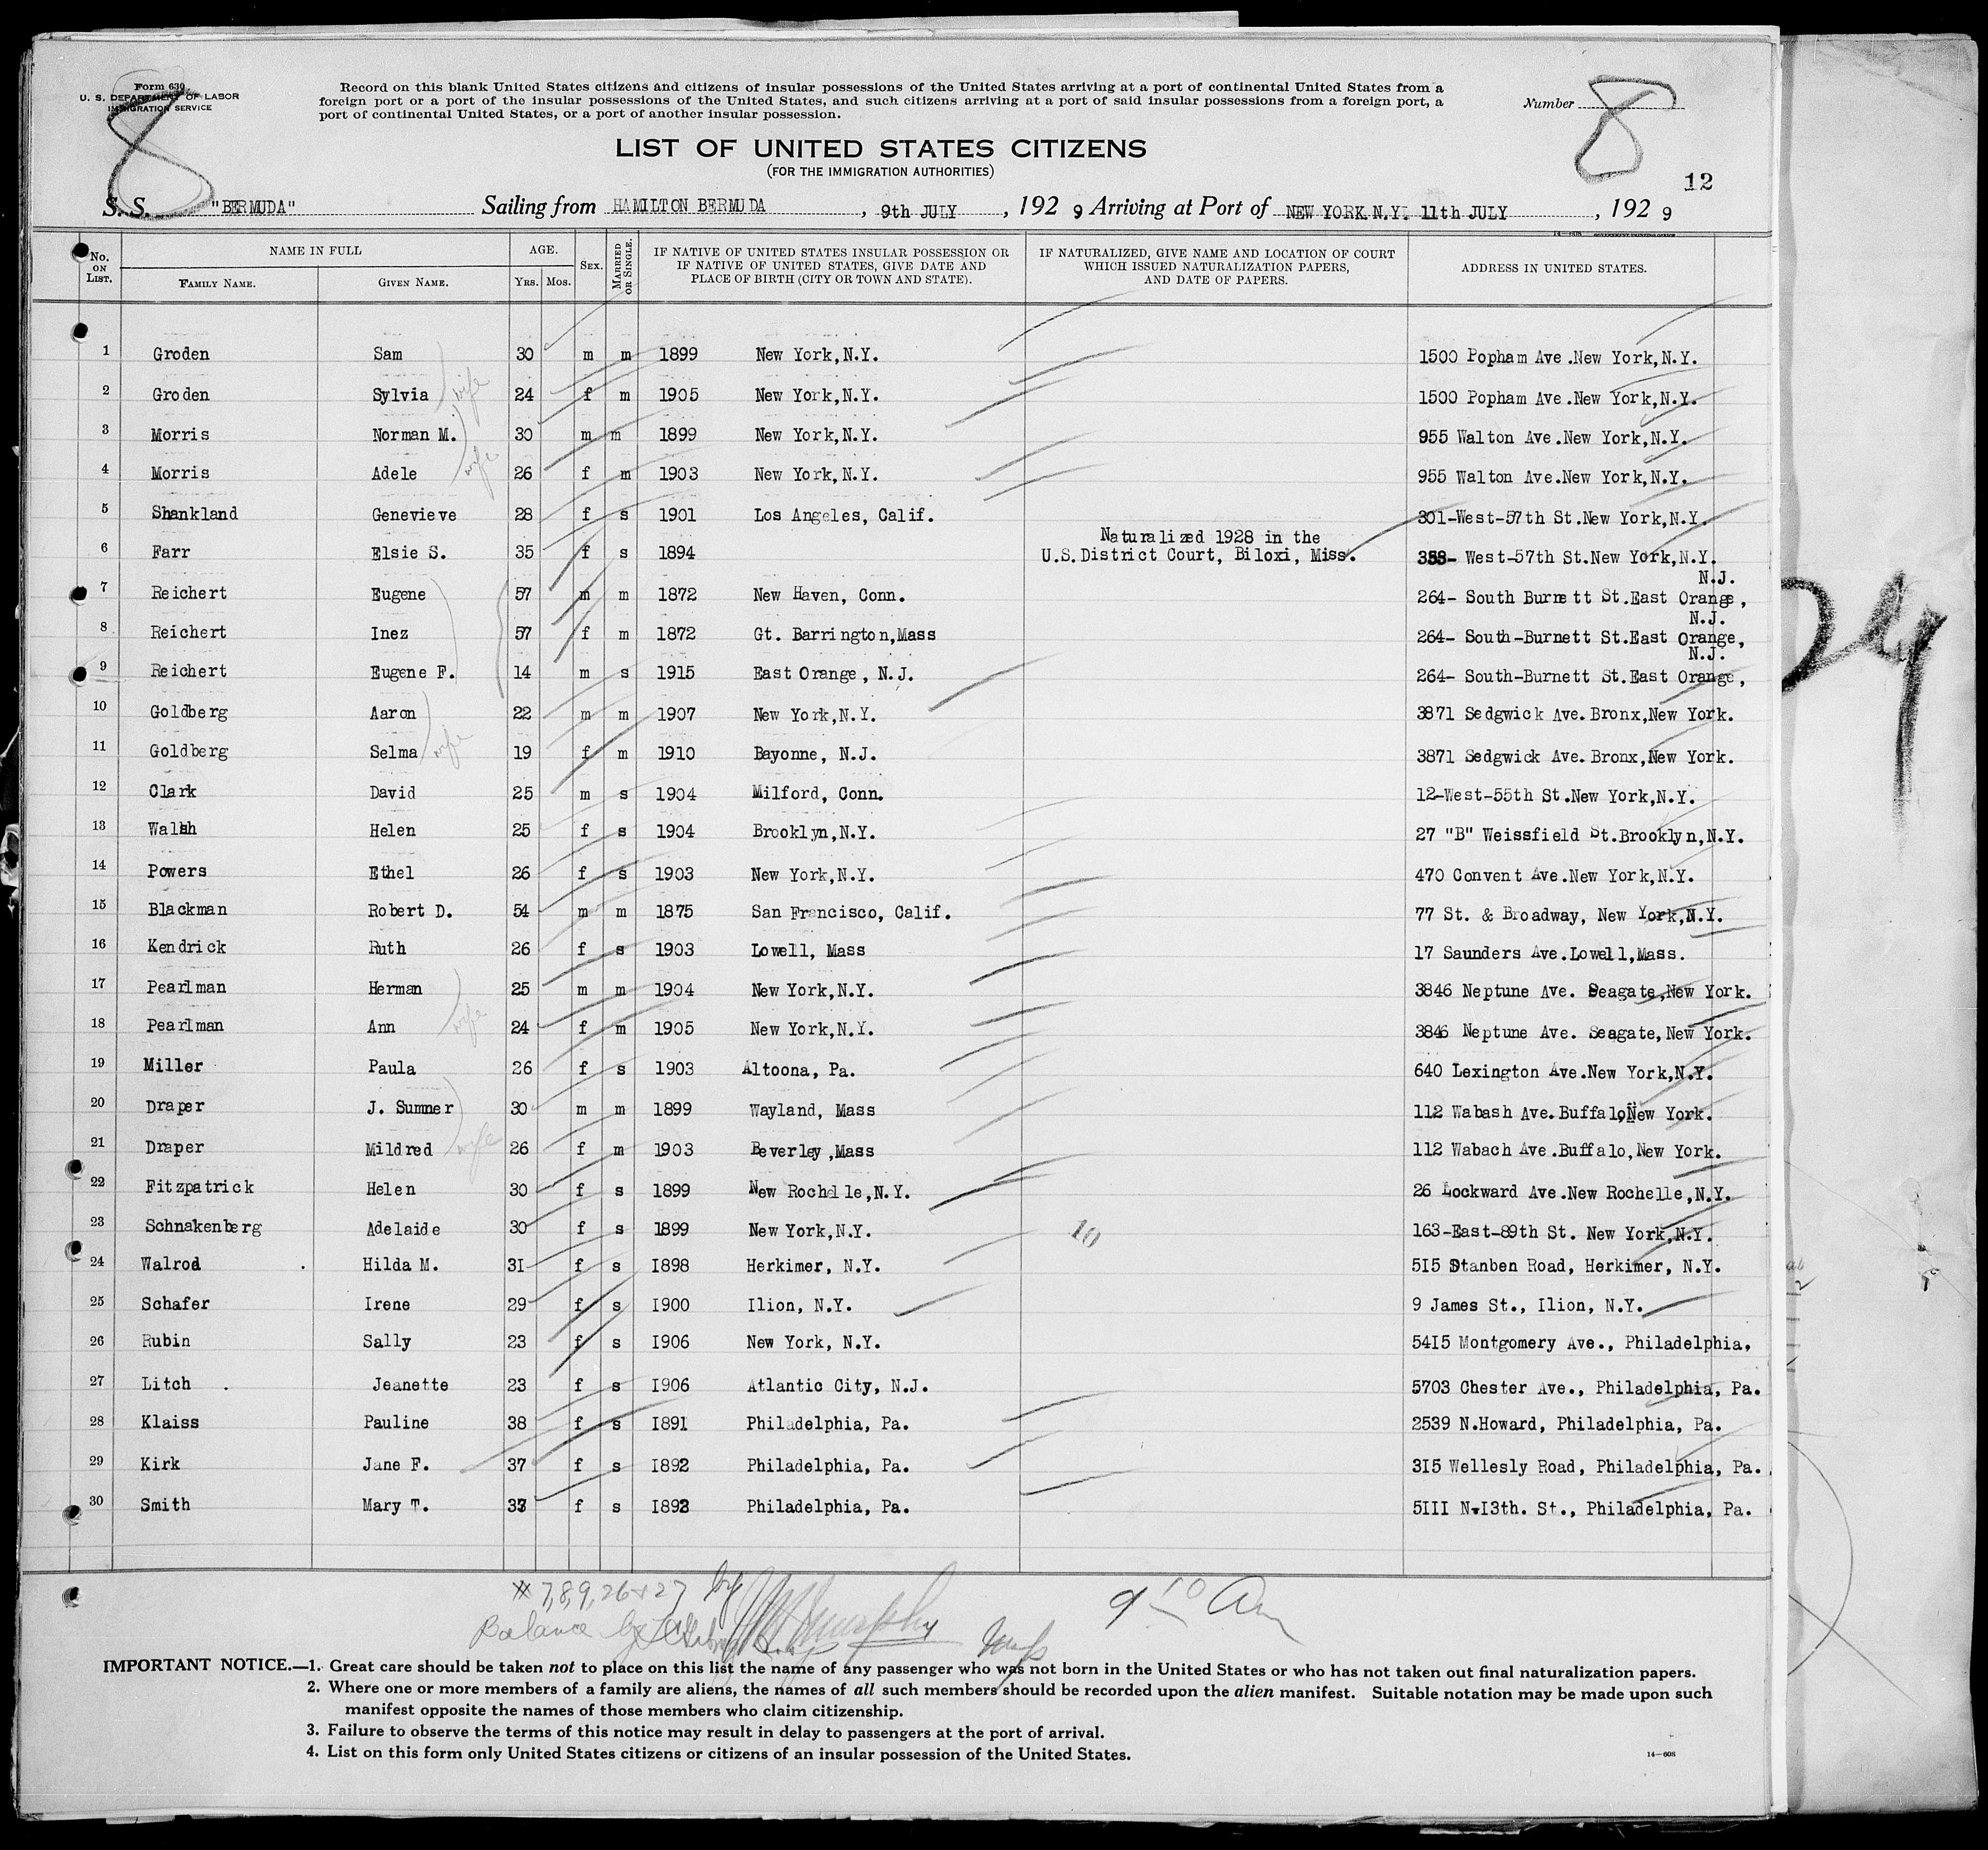 Form 630
U. S. DEPARTMENT OF LABOR
IMMIGRATION SERVICE
8
Record on this blank United States citizens and citizens of insular possessions of the United States arriving at a port of continental United States from a
foreign port or a port of the insular possessions of the United States, and such citizens arriving at a port of said insular possessions from a foreign port, a
port of continental United States, or a port of another insular possession.
Number 8
LIST OF UNITED STATES CITIZENS
(FOR THE IMMIGRATION AUTHORITIES)
12
S. S. "BERMUDA" Sailing from HAMILTON BERMUDA, 9th JULY, 1929 Arriving at Port of NEW YORK N.Y. 11th JULY, 1929
No. ON LIST. NAME IN FULL FAMILY NAME. GIVEN NAME. AGE. YRS. MOS. SEX. MARRIED OR SINGLE. IF NATIVE OF UNITED STATES INSULAR POSSESSION OR IF NATIVE OF UNITED STATES, GIVE DATE AND PLACE OF BIRTH (CITY OR TOWN AND STATE). IF NATURALIZED, GIVE NAME AND LOCATION OF COURT WHICH ISSUED NATURALIZATION PAPERS, AND DATE OF PAPERS. ADDRESS IN UNITED STATES.
1 Groden Sam 30 m m 1899 New York,N.Y. 1500 Popham Ave.New York,N.Y.
2 Groden Sylvia wife 24 f m 1905 New York,N.Y. 1500 Popham Ave.New York,N.Y.
3 Morris Norman M. 30 m m 1899 New York,N.Y. 955 Walton Ave.New York,N.Y.
4 Morris Adele wife 26 f m 1903 New York,N.Y. 955 Walton Ave.New York,N.Y.
5 Shankland Genevieve 28 f s 1901 Los Angeles, Calif. 301-West-57th St.New York,N.Y.
6 Farr Elsie S. 35 f s 1894 Naturalized 1928 in the U.S.District Court, Biloxi, Miss. West-57th St.New York,N.Y.
7 Reichert Eugene 57 m m 1872 New Haven, Conn. 264- South Burnett St.East Orange, N.J.
8 Reichert Inez 57 f m 1872 Gt. Barrington,Mass 264- South-Burnett St.East Orange, N.J.
9 Reichert Eugene F. 14 m s 1915 East Orange, N.J. 264- South-Burnett St.East Orange, N.J.
10 Goldberg Aaron 22 m m 1907 New York,N.Y. 3871 Sedgwick Ave. Bronx,New York.
11 Goldberg Selma wife 19 f m 1910 Bayonne, N.J. 3871 Sedgwick Ave. Bronx,New York.
12 Clark David 25 m s 1904 Milford, Conn. 12-West-55th St.New York,N.Y.
13 Walsh Helen 25 f s 1904 Brooklyn,N.Y. 27 "B" Weissfield St.Brooklyn,N.Y.
14 Powers Ethel 26 f s 1903 New York,N.Y. 470 Convent Ave.New York,N.Y.
15 Blackman Robert D. 54 m m 1875 San Francisco, Calif. 77 St. & Broadway, New York,N.Y.
16 Kendrick Ruth 26 f s 1903 Lowell, Mass 17 Saunders Ave.Lowell,Mass.
17 Pearlman Herman 25 m m 1904 New York,N.Y. 3846 Neptune Ave. Seagate,New York.
18 Pearlman Ann wife 24 f m 1905 New York,N.Y. 3846 Neptune Ave. Seagate,New York.
19 Miller Paula 26 f s 1903 Altoona, Pa. 640 Lexington Ave.New York,N.Y.
20 Draper J. Sumner 30 m m 1899 Wayland, Mass 112 Wabash Ave.Buffalo,New York.
21 Draper Mildred wife 26 f m 1903 Beverley,Mass 112 Wabach Ave.Buffalo,New York.
22 Fitzpatrick Helen 30 f s 1899 New Rochelle,N.Y. 26 Lockward Ave.New Rochelle,N.Y.
23 Schnakenberg Adelaide 30 f s 1899 New York,N.Y. 10 163-East-89th St. New York,N.Y.
24 Walrod Hilda M. 31 f s 1898 Herkimer, N.Y. 515 Stanben Road, Herkimer, N.Y.
25 Schafer Irene 29 f s 1900 Ilion, N.Y. 9 James St., Ilion, N.Y.
26 Rubin Sally 23 f s 1906 New York, N.Y. 5415 Montgomery Ave., Philadelphia.
27 Litch Jeanette 23 f s 1906 Atlantic City, N.J. 5703 Chester Ave., Philadelphia, Pa.
28 Klaiss Pauline 38 f s 1891 Philadelphia, Pa. 2539 N.Howard, Philadelphia, Pa.
29 Kirk Jane F. 37 f s 1892 Philadelphia, Pa. 315 Wellesly Road, Philadelphia, Pa.
30 Smith Mary T. 37 f s 1892 Philadelphia, Pa. 5111 N.13th. St., Philadelphia, Pa.
# 7,8,9,26+27 by Murphy
Balance by
9 10 am
IMPORTANT NOTICE.—1. Great care should be taken not to place on this list the name of any passenger who was not born in the United States or who has not taken out final naturalization papers.
2. Where one or more members of a family are aliens, the names of all such members should be recorded upon the alien manifest. Suitable notation may be made upon such
manifest opposite the names of those members who claim citizenship.
3. Failure to observe the terms of this notice may result in delay to passengers at the port of arrival.
4. List on this form only United States citizens or citizens of an insular possession of the United States.
14—608